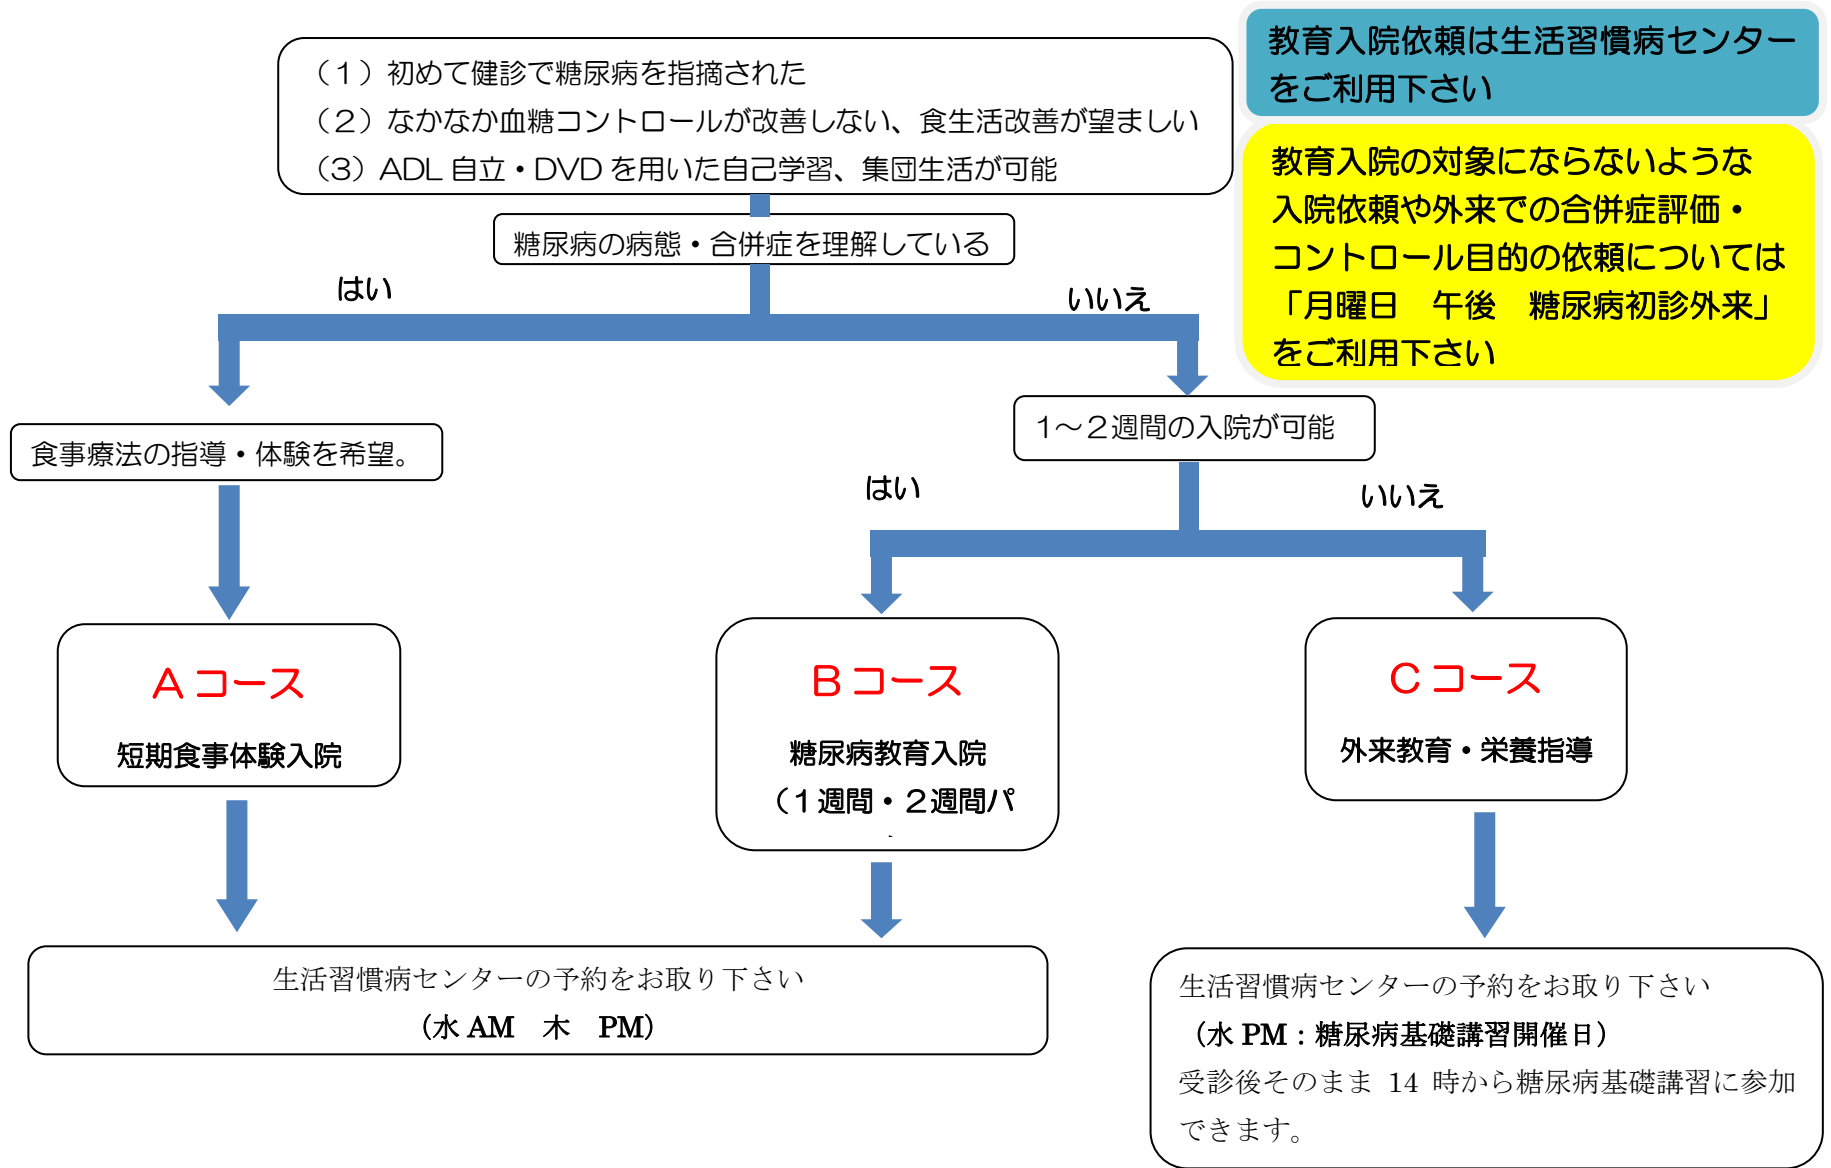 教育入院依頼は生活習慣病センター
をご利用下さい
（１）初めて健診で糖尿病を指摘された
（２）なかなか血糖コントロールが改善しない、食生活改善が望ましい
（３）ADL 自立・DVD を用いた自己学習、集団生活が可能
教育入院の対象にならないような
入院依頼や外来での合併症評価・
コントロール目的の依頼については
「月曜日　午後　糖尿病初診外来」
をご利用下さい
糖尿病の病態・合併症を理解している
はい
いいえ
食事療法の指導・体験を希望。
１～２週間の入院が可能
はい
いいえ
A コース
短期食事体験入院
B コース
糖尿病教育入院
（１週間・２週間パ
C コース
外来教育・栄養指導
生活習慣病センターの予約をお取り下さい
（水 AM　木　PM）
生活習慣病センターの予約をお取り下さい
（水 PM：糖尿病基礎講習開催日）
受診後そのまま 14 時から糖尿病基礎講習に参加
できます。